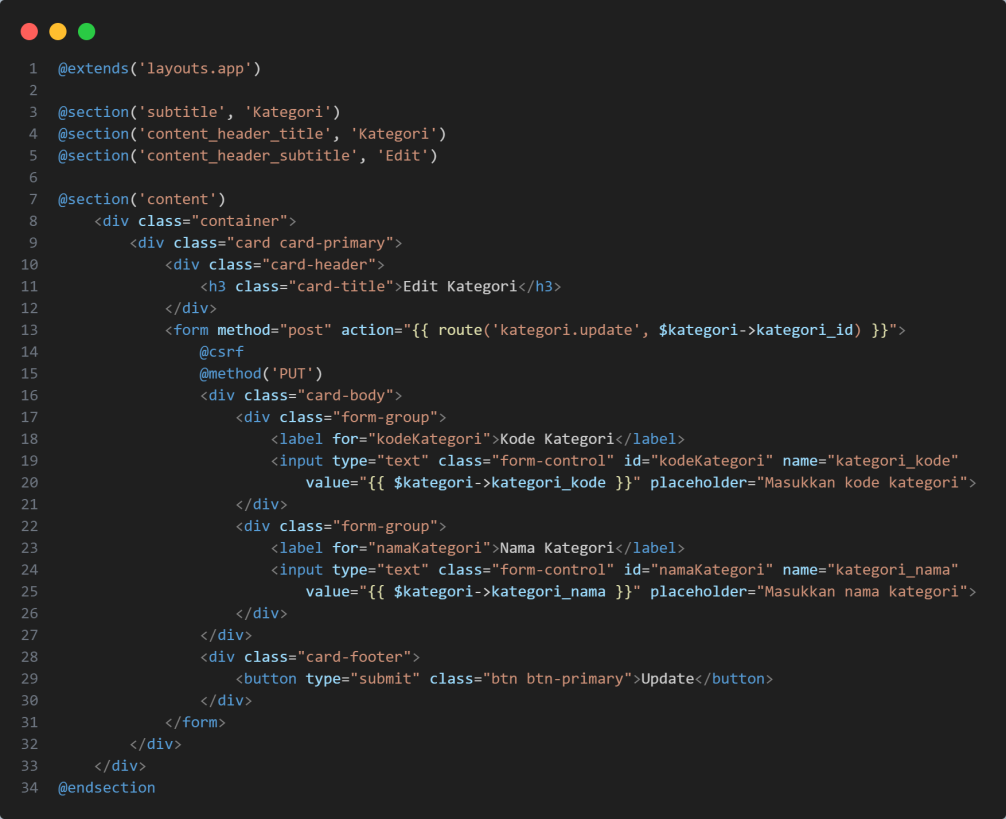 1 @extends('layouts.app')
2
3 @section('subtitle', 'Kategori')
4 @section('content_header_title', 'Kategori')
5 @section('content_header_subtitle', 'Edit')
6
7 @section('content')
8     <div class="container">
9         <div class="card card-primary">
10             <div class="card-header">
11                 <h3 class="card-title">Edit Kategori</h3>
12             </div>
13             <form method="post" action="{{ route('kategori.update', $kategori->kategori_id) }}">
14                 @csrf
15                 @method('PUT')
16                 <div class="card-body">
17                     <div class="form-group">
18                         <label for="kodeKategori">Kode Kategori</label>
19                         <input type="text" class="form-control" id="kodeKategori" name="kategori_kode"
20                             value="{{ $kategori->kategori_kode }}" placeholder="Masukkan kode kategori">
21                     </div>
22                     <div class="form-group">
23                         <label for="namaKategori">Nama Kategori</label>
24                         <input type="text" class="form-control" id="namaKategori" name="kategori_nama"
25                             value="{{ $kategori->kategori_nama }}" placeholder="Masukkan nama kategori">
26                     </div>
27                 </div>
28                 <div class="card-footer">
29                     <button type="submit" class="btn btn-primary">Update</button>
30                 </div>
31             </form>
32         </div>
33     </div>
34 @endsection